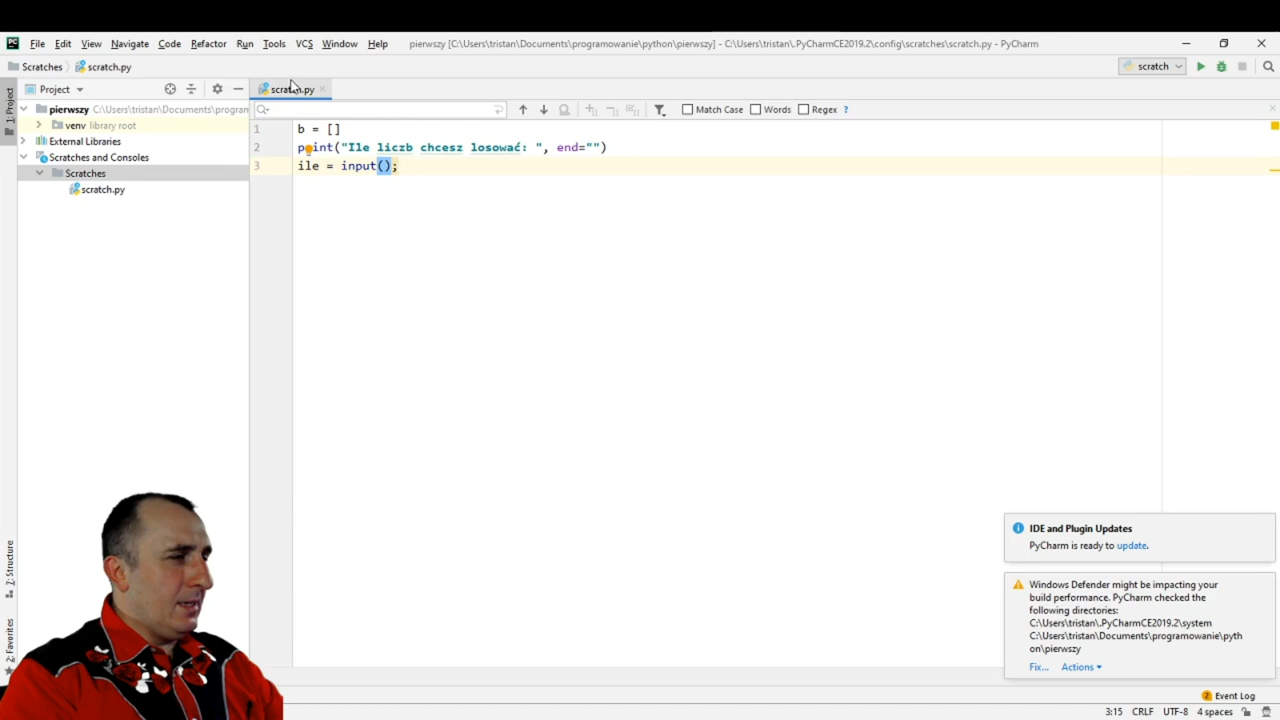 PC File Edit View Navigate Code Refactor Run Tools VCS Window Help pierwszy [C:\Users\tristan\Documents\programowanie\python\pierwszy] - C:\Users\tristan\.PyCharmCE2019.2\config\scratches\scratch.py - PyCharm
Scratches scratch.py scratch
Project scratch.py
1: Project
pierwszy C:\Users\tristan\Documents\program
Match Case Words Regex ?
venv library root
External Libraries
Scratches and Consoles
Scratches
scratch.py
1 b = []
2 print("Ile liczb chcesz losować: ", end="")
3 ile = input();
IDE and Plugin Updates
PyCharm is ready to update.
Windows Defender might be impacting your
build performance. PyCharm checked the
following directories:
C:\Users\tristan\.PyCharmCE2019.2\system
C:\Users\tristan\Documents\programowanie\pyth
on\pierwszy
Fix... Actions
7: Structure
2: Favorites
2 Event Log
3:15 CRLF UTF-8 4 spaces